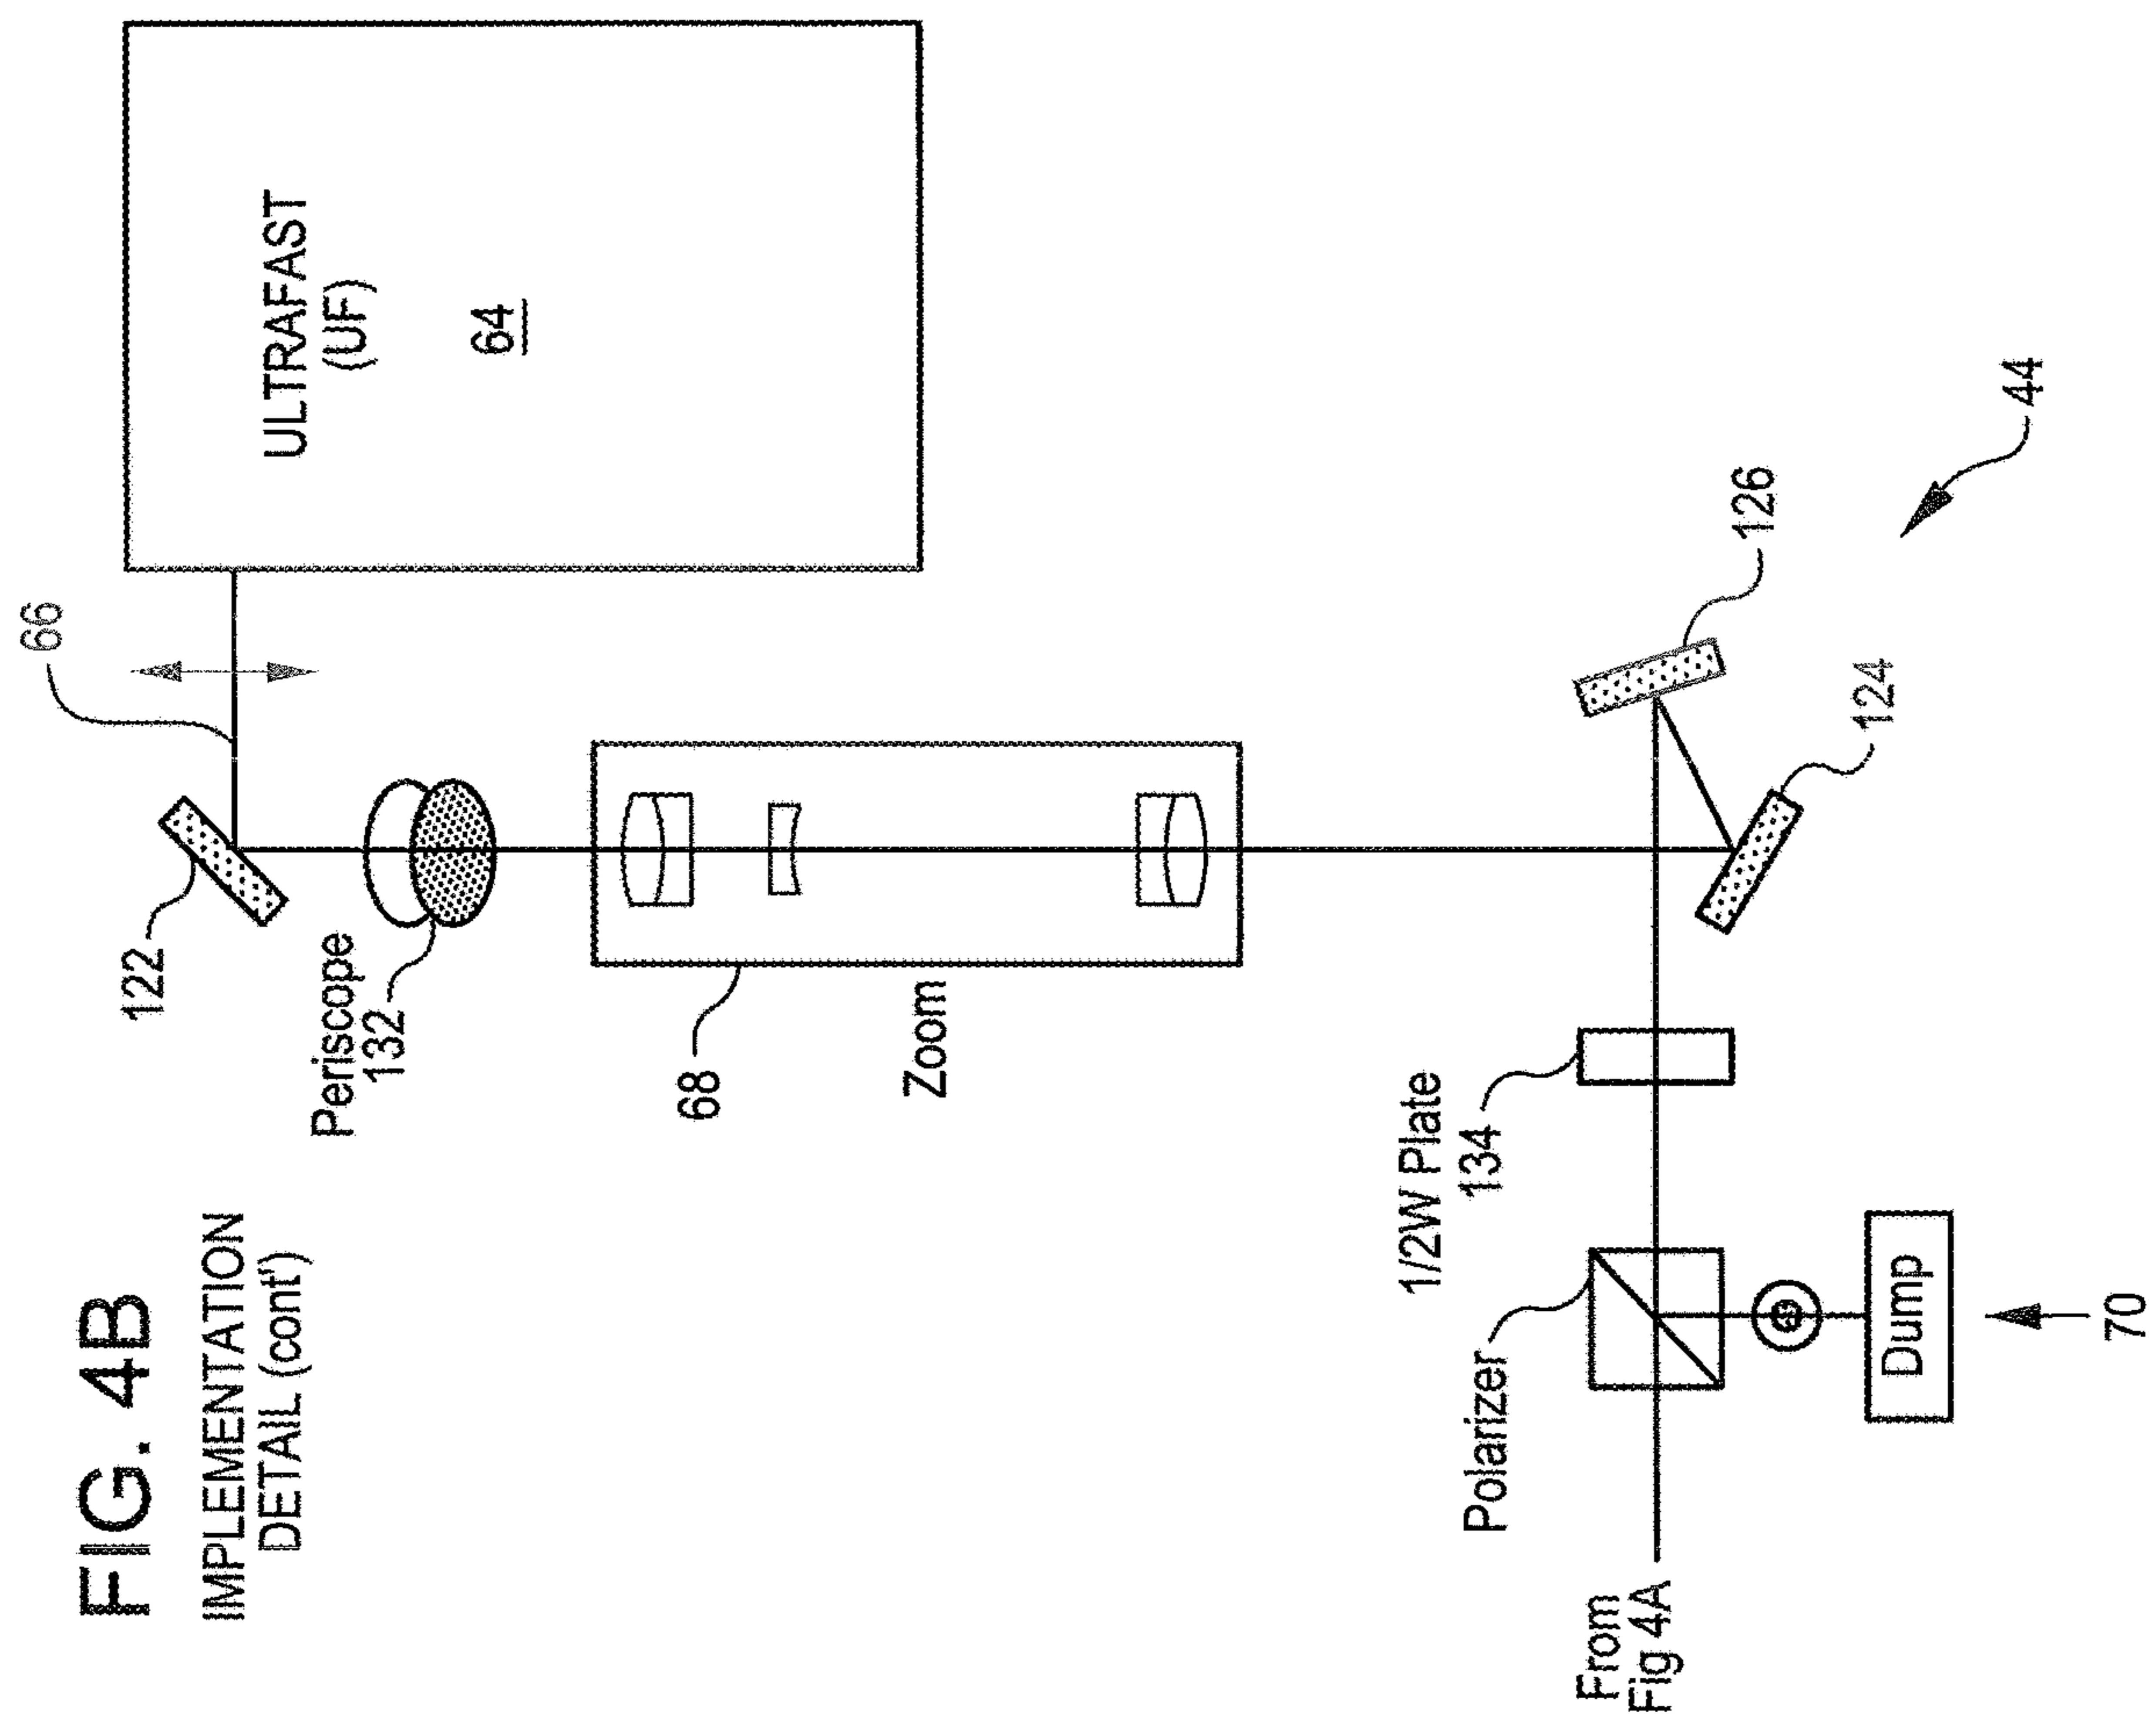 FIG. 4B
IMPLEMENTATION
DETAIL (cont')
ULTRAFAST
(UF)
64
66
122
Periscope
132
68
Zoom
126
124
44
1/2W Plate
134
Polarizer
Dump
70
From
Fig 4A